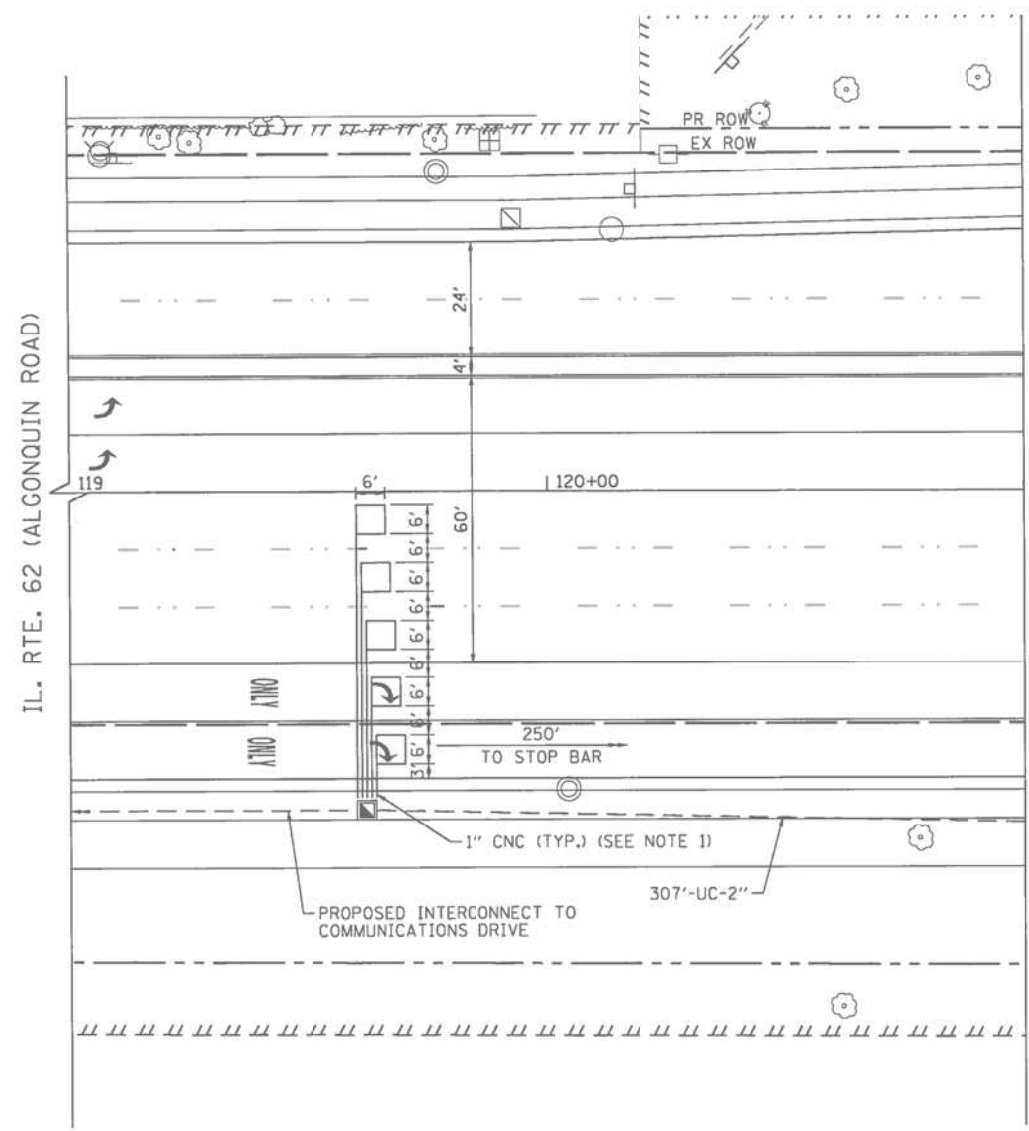 PR ROW
EX ROW
24'
4'
IL. RTE. 62 (ALGONQUIN ROAD)
119
6'
120+00
60'
6'
6'
6'
6'
6'
6'
6'
6'
6'
3'
ONLY
ONLY
250'
TO STOP BAR
1" CNC (TYP.) (SEE NOTE 1)
307'-UC-2"
PROPOSED INTERCONNECT TO
COMMUNICATIONS DRIVE